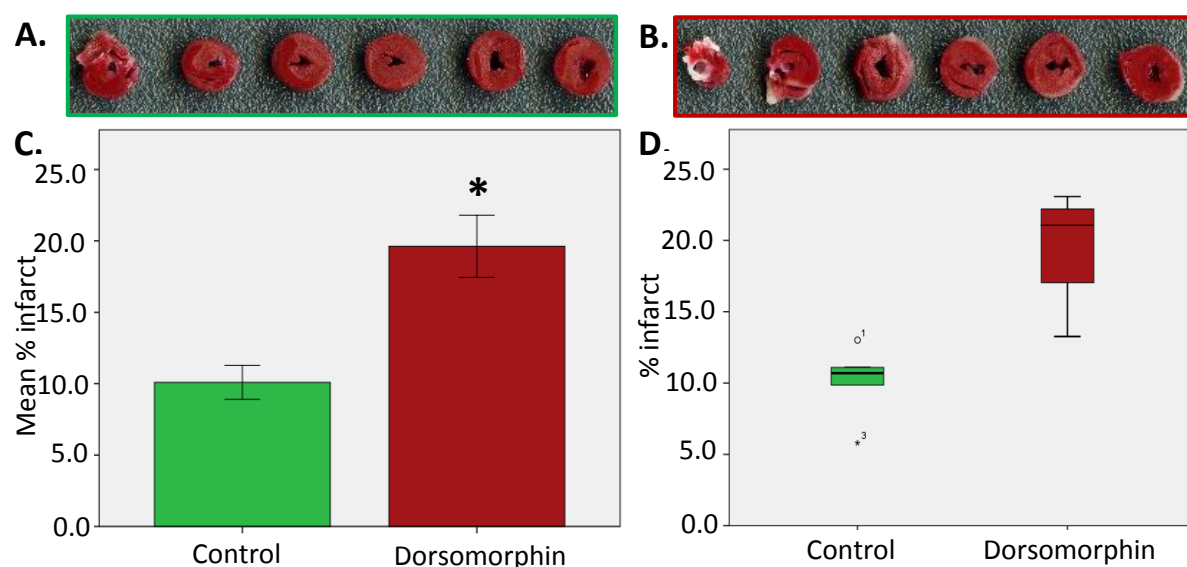 A.
B.
C.
25.0
20.0
15.0
10.0
5.0
0.0
Mean % infarct
*
Control
Dorsomorphin
D.
25.0
20.0
15.0
10.0
5.0
0.0
% infarct
o1
*3
Control
Dorsomorphin